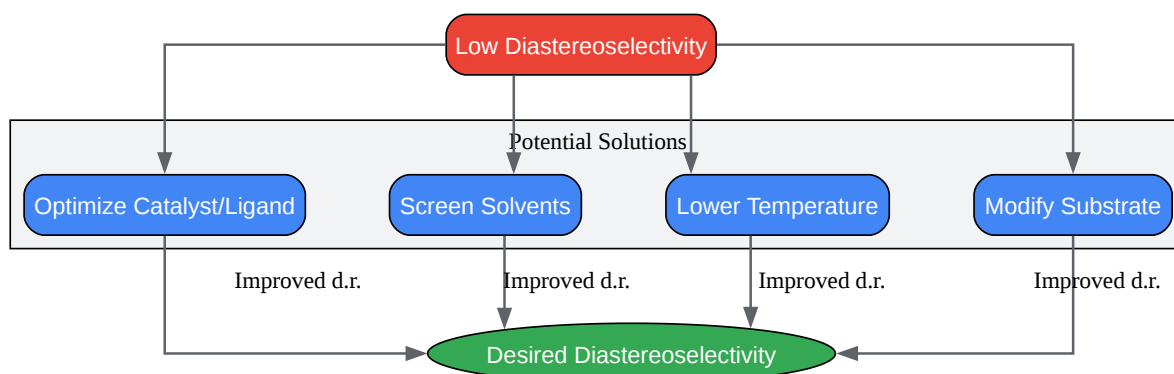 Low Diastereoselectivity
Potential Solutions
Optimize Catalyst/Ligand
Screen Solvents
Lower Temperature
Modify Substrate
Improved d.r.
Improved d.r.
Improved d.r.
Improved d.r.
Desired Diastereoselectivity